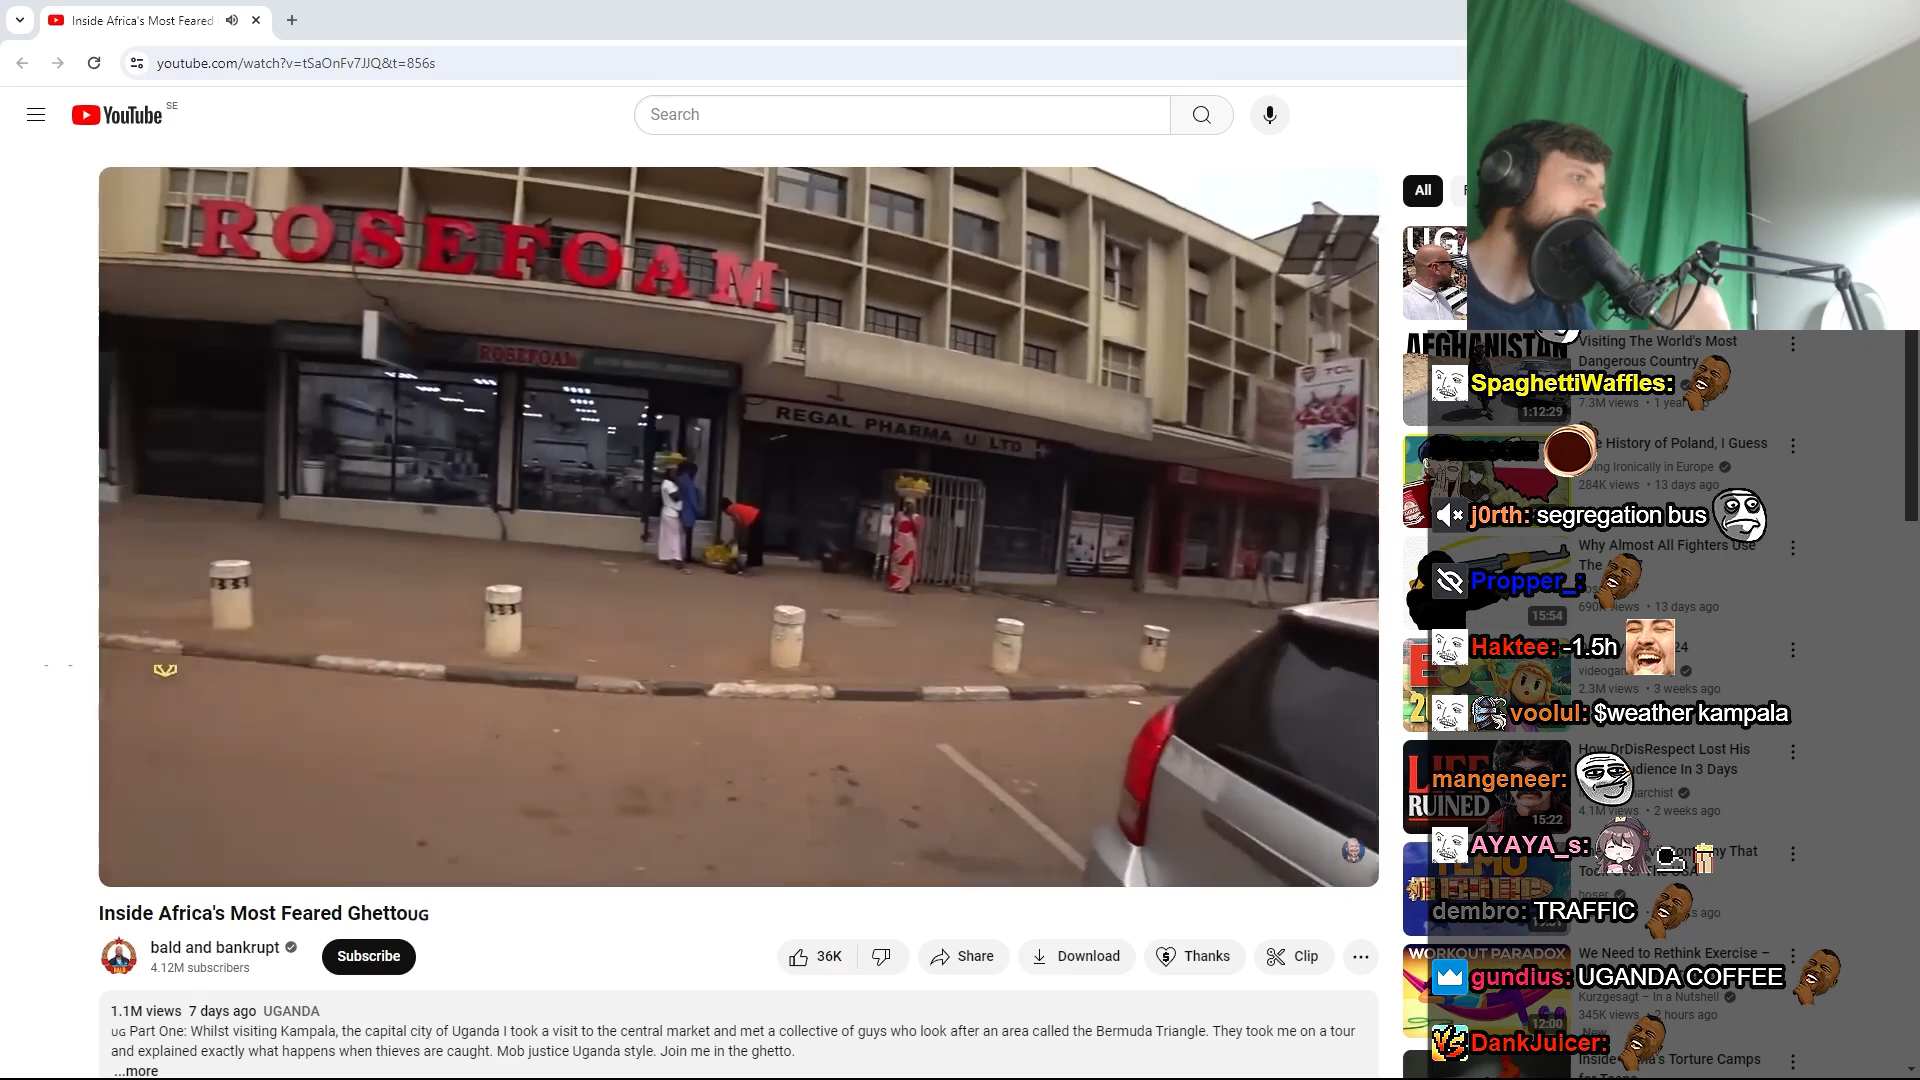 Inside Africa's Most Feared
youtube.com/watch?v=tSaOnFv7JJQ&t=856s
YouTube SE
Search
All
ROSEFOAM
ROSEFOAM
REGAL PHARMA U LTD
TCL
Inside Africa's Most Feared GhettoUG
bald and bankrupt
4.12M subscribers
Subscribe
36K
Share
Download
Thanks
Clip
1.1M views 7 days ago UGANDA
UG Part One: Whilst visiting Kampala, the capital city of Uganda I took a visit to the central market and met a collective of guys who look after an area called the Bermuda Triangle. They took me on a tour
and explained exactly what happens when thieves are caught. Mob justice Uganda style. Join me in the ghetto.
...more
UGA
AFGHANISTAN
Visiting The World's Most
Dangerous Country
SpaghettiWaffles:
7.3M views • 1 year
1:12:29
History of Poland, I Guess
Ironically in Europe
284K views • 13 days ago
j0rth: segregation bus
Why Almost All Fighters Use
The
Propper_:
views • 13 days ago
15:54
Haktee: -1.5h
2.3M views • 3 weeks ago
voolul: $weather kampala
How DrDisRespect Lost His
In 3 Days
mangeneer:
4.1M views • 2 weeks ago
LIFE
RUINED
15:22
AYAYA_s:
That
TEMU
dembro: TRAFFIC
WORKOUT PARADOX
We Need to Rethink Exercise –
gundius: UGANDA COFFEE
Kurzgesagt – In a Nutshell
345K views • 2 hours ago
New
12:00
DankJuicer:
Inside
Torture Camps